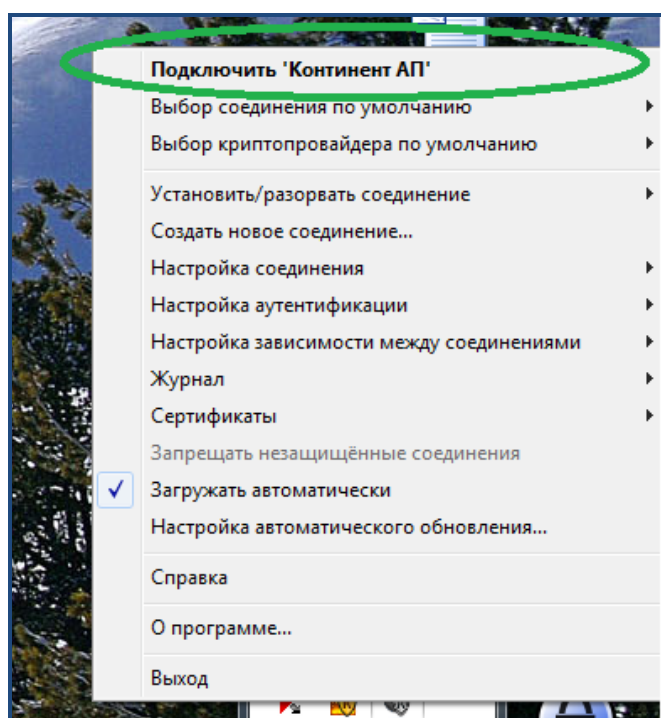 Подключить 'Континент АП'
Выбор соединения по умолчанию
Выбор криптопровайдера по умолчанию
Установить/разорвать соединение
Создать новое соединение...
Настройка соединения
Настройка аутентификации
Настройка зависимости между соединениями
Журнал
Сертификаты
Запрещать незащищённые соединения
Загружать автоматически
Настройка автоматического обновления...
Справка
О программе...
Выход